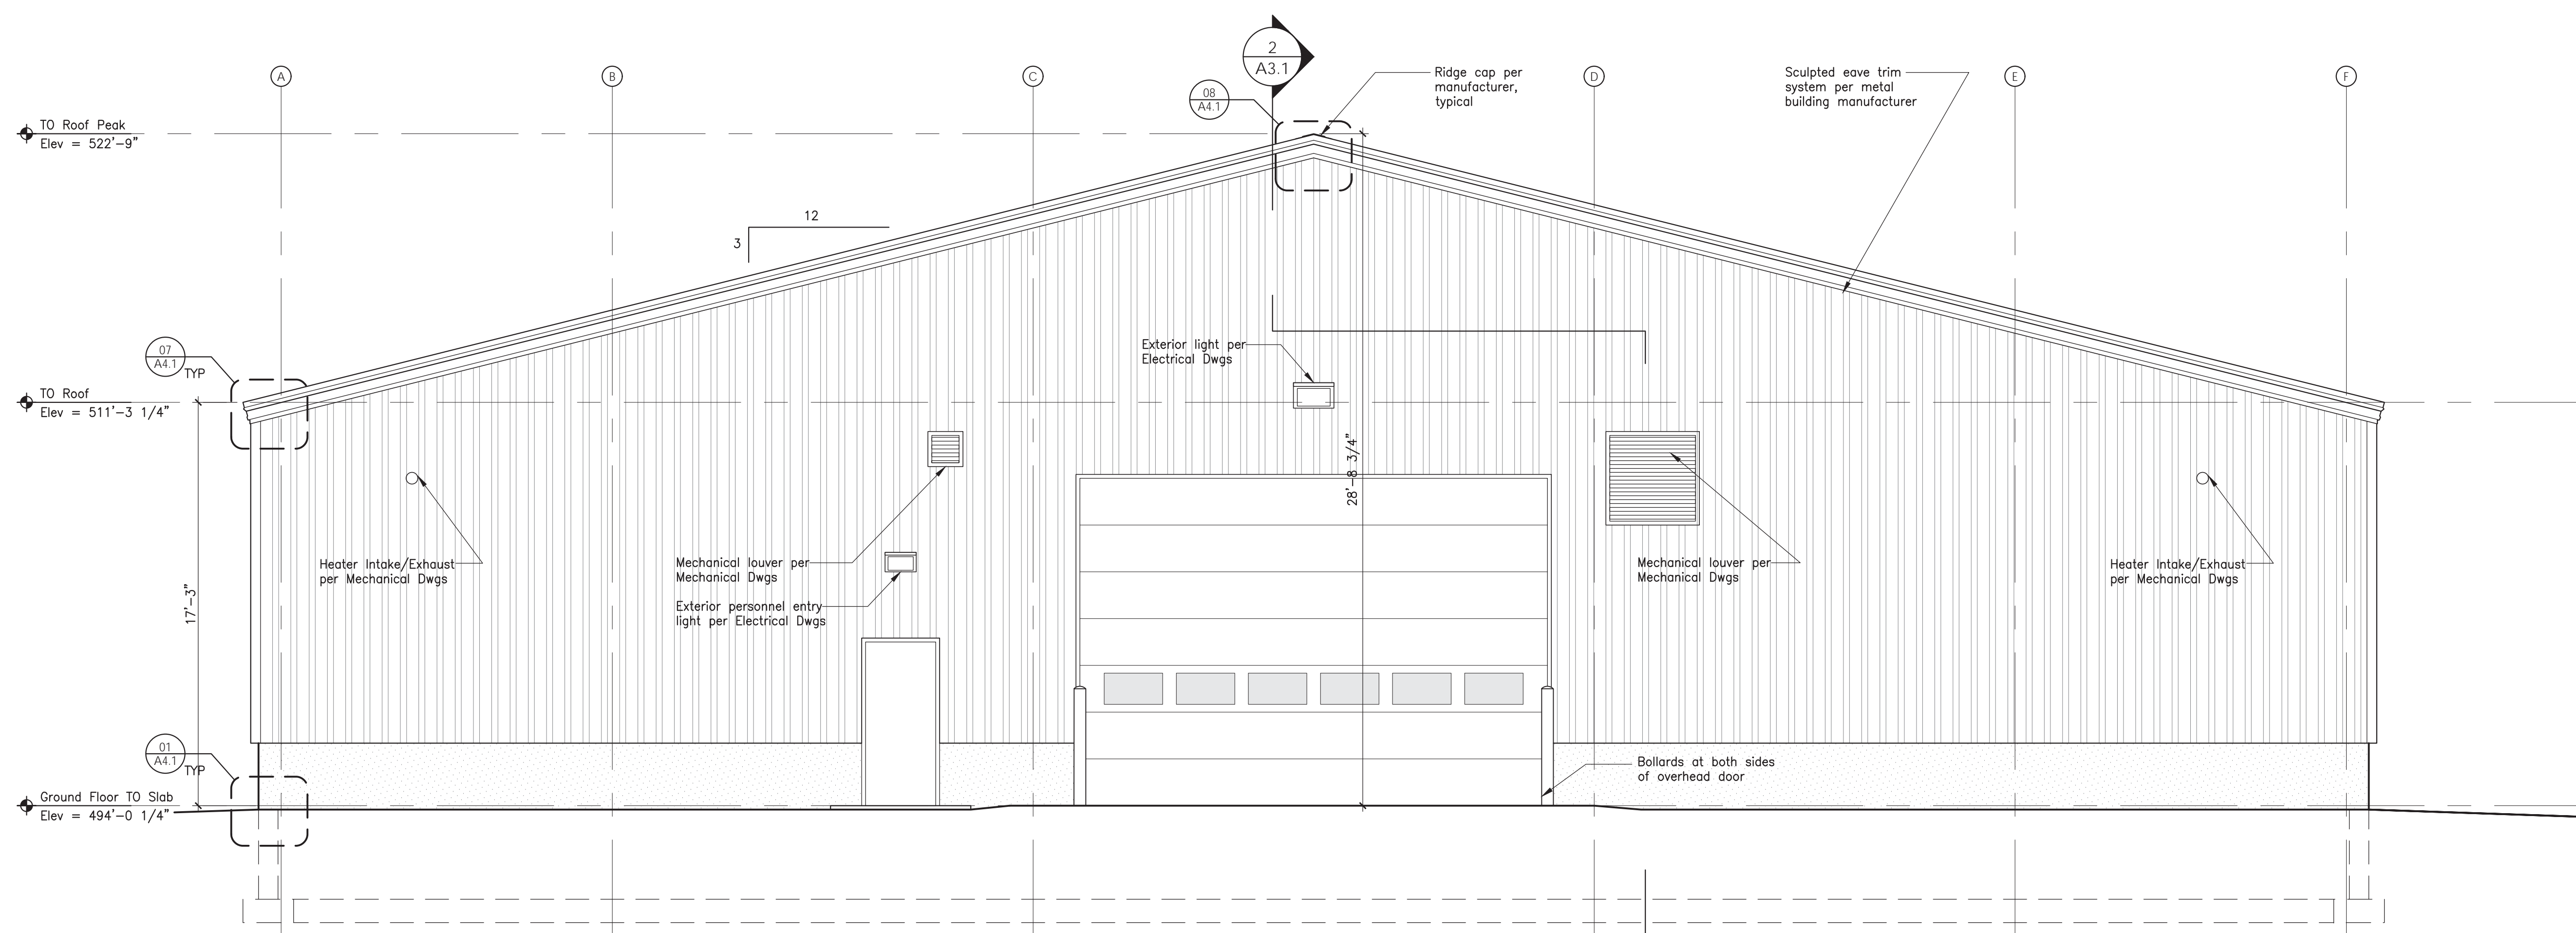 2
A3.1
A
B
C
D
E
F
08
A4.1
Ridge cap per
manufacturer,
typical
Sculpted eave trim
system per metal
building manufacturer
TO Roof Peak
Elev = 522'-9"
12
3
07
A4.1
TYP
TO Roof
Elev = 511'-3 1/4"
Exterior light per
Electrical Dwgs
28'-8 3/4"
17'-3"
Heater Intake/Exhaust
per Mechanical Dwgs
Mechanical louver per
Mechanical Dwgs
Exterior personnel entry
light per Electrical Dwgs
Mechanical louver per
Mechanical Dwgs
Heater Intake/Exhaust
per Mechanical Dwgs
01
A4.1
TYP
Bollards at both sides
of overhead door
Ground Floor TO Slab
Elev = 494'-0 1/4"